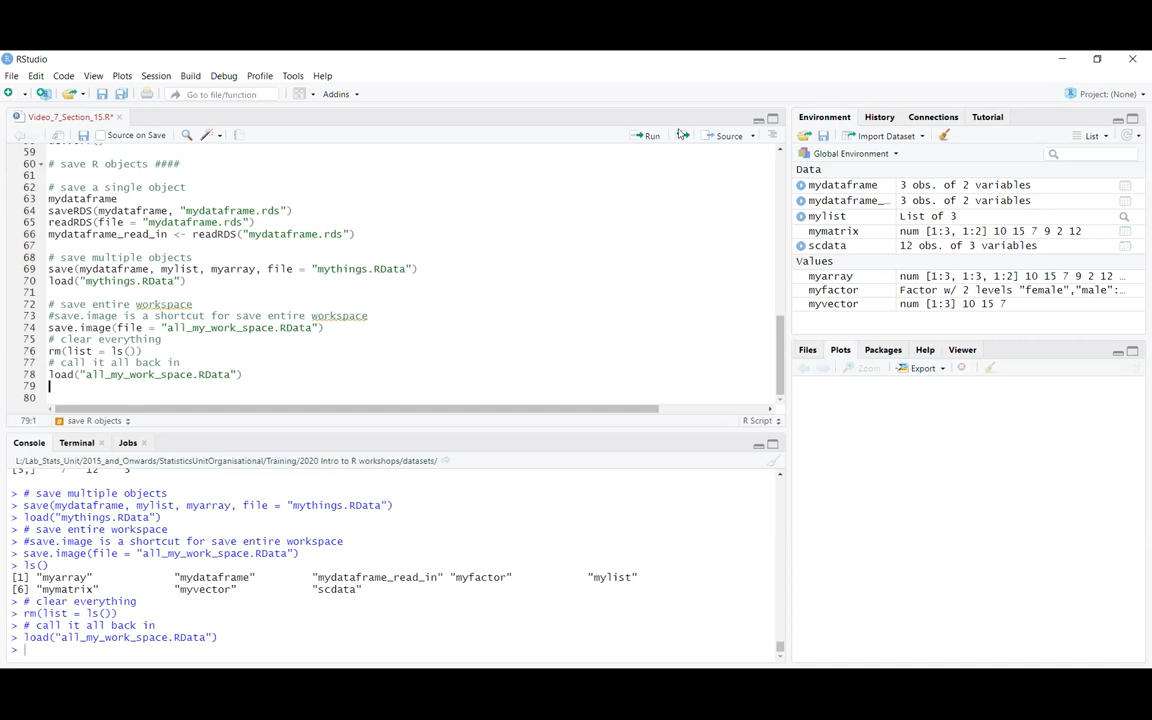 RStudio
File Edit Code View Plots Session Build Debug Profile Tools Help
Go to file/function Addins Project: (None)
Video_7_Section_15.R*
Source on Save Run Source
59
60 # save R objects ####
61
62 # save a single object
63 mydataframe
64 saveRDS(mydataframe, "mydataframe.rds")
65 readRDS(file = "mydataframe.rds")
66 mydataframe_read_in <- readRDS("mydataframe.rds")
67
68 # save multiple objects
69 save(mydataframe, mylist, myarray, file = "mythings.RData")
70 load("mythings.RData")
71
72 # save entire workspace
73 #save.image is a shortcut for save entire workspace
74 save.image(file = "all_my_work_space.RData")
75 # clear everything
76 rm(list = ls())
77 # call it all back in
78 load("all_my_work_space.RData")
79
80
79:1 save R objects R Script
Console Terminal Jobs
L:/Lab_Stats_Unit/2015_and_Onwards/StatisticsUnitOrganisational/Training/2020 Intro to R workshops/datasets/
[3,] 7 12 3
> # save multiple objects
> save(mydataframe, mylist, myarray, file = "mythings.RData")
> load("mythings.RData")
> # save entire workspace
> #save.image is a shortcut for save entire workspace
> save.image(file = "all_my_work_space.RData")
> ls()
[1] "myarray" "mydataframe" "mydataframe_read_in" "myfactor" "mylist"
[6] "mymatrix" "myvector" "scdata"
> # clear everything
> rm(list = ls())
> # call it all back in
> load("all_my_work_space.RData")
>
Environment History Connections Tutorial
Import Dataset List
Global Environment
Data
mydataframe 3 obs. of 2 variables
mydataframe_… 3 obs. of 2 variables
mylist List of 3
mymatrix num [1:3, 1:2] 10 15 7 9 2 12
scdata 12 obs. of 3 variables
Values
myarray num [1:3, 1:3, 1:2] 10 15 7 9 2 12 …
myfactor Factor w/ 2 levels "female","male":…
myvector num [1:3] 10 15 7
Files Plots Packages Help Viewer
Zoom Export